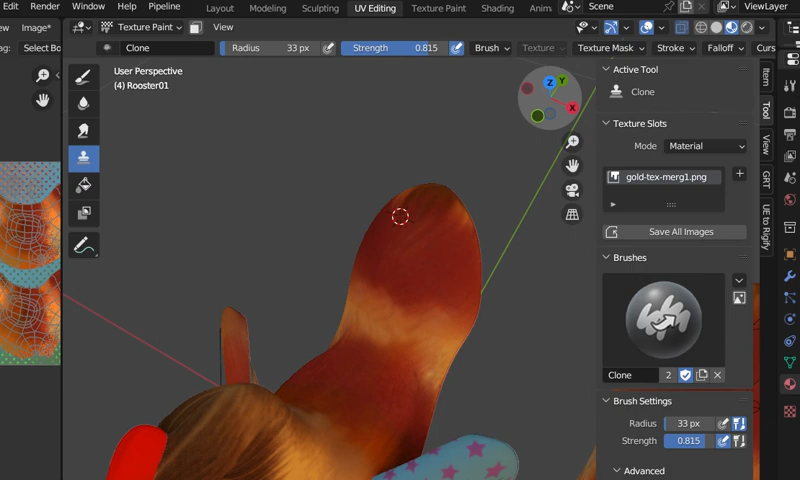 Edit Render Window Help Layout Modeling Sculpting UV Editing Texture Paint Shading Anim Scene ViewLayer
Image* Texture Paint View
ag: Select Bo Clone Radius 33 px Strength 0.815 Brush Texture Texture Mask Stroke Falloff Curs
User Perspective
(4) Rooster01
Z
Y
X
Active Tool
Clone
Texture Slots
Mode Material
gold-tex-merg1.png
Save All Images
Brushes
Clone 2
Brush Settings
Radius 33 px
Strength 0.815
Advanced
Item
Tool
View
GRT
UE to Rigify